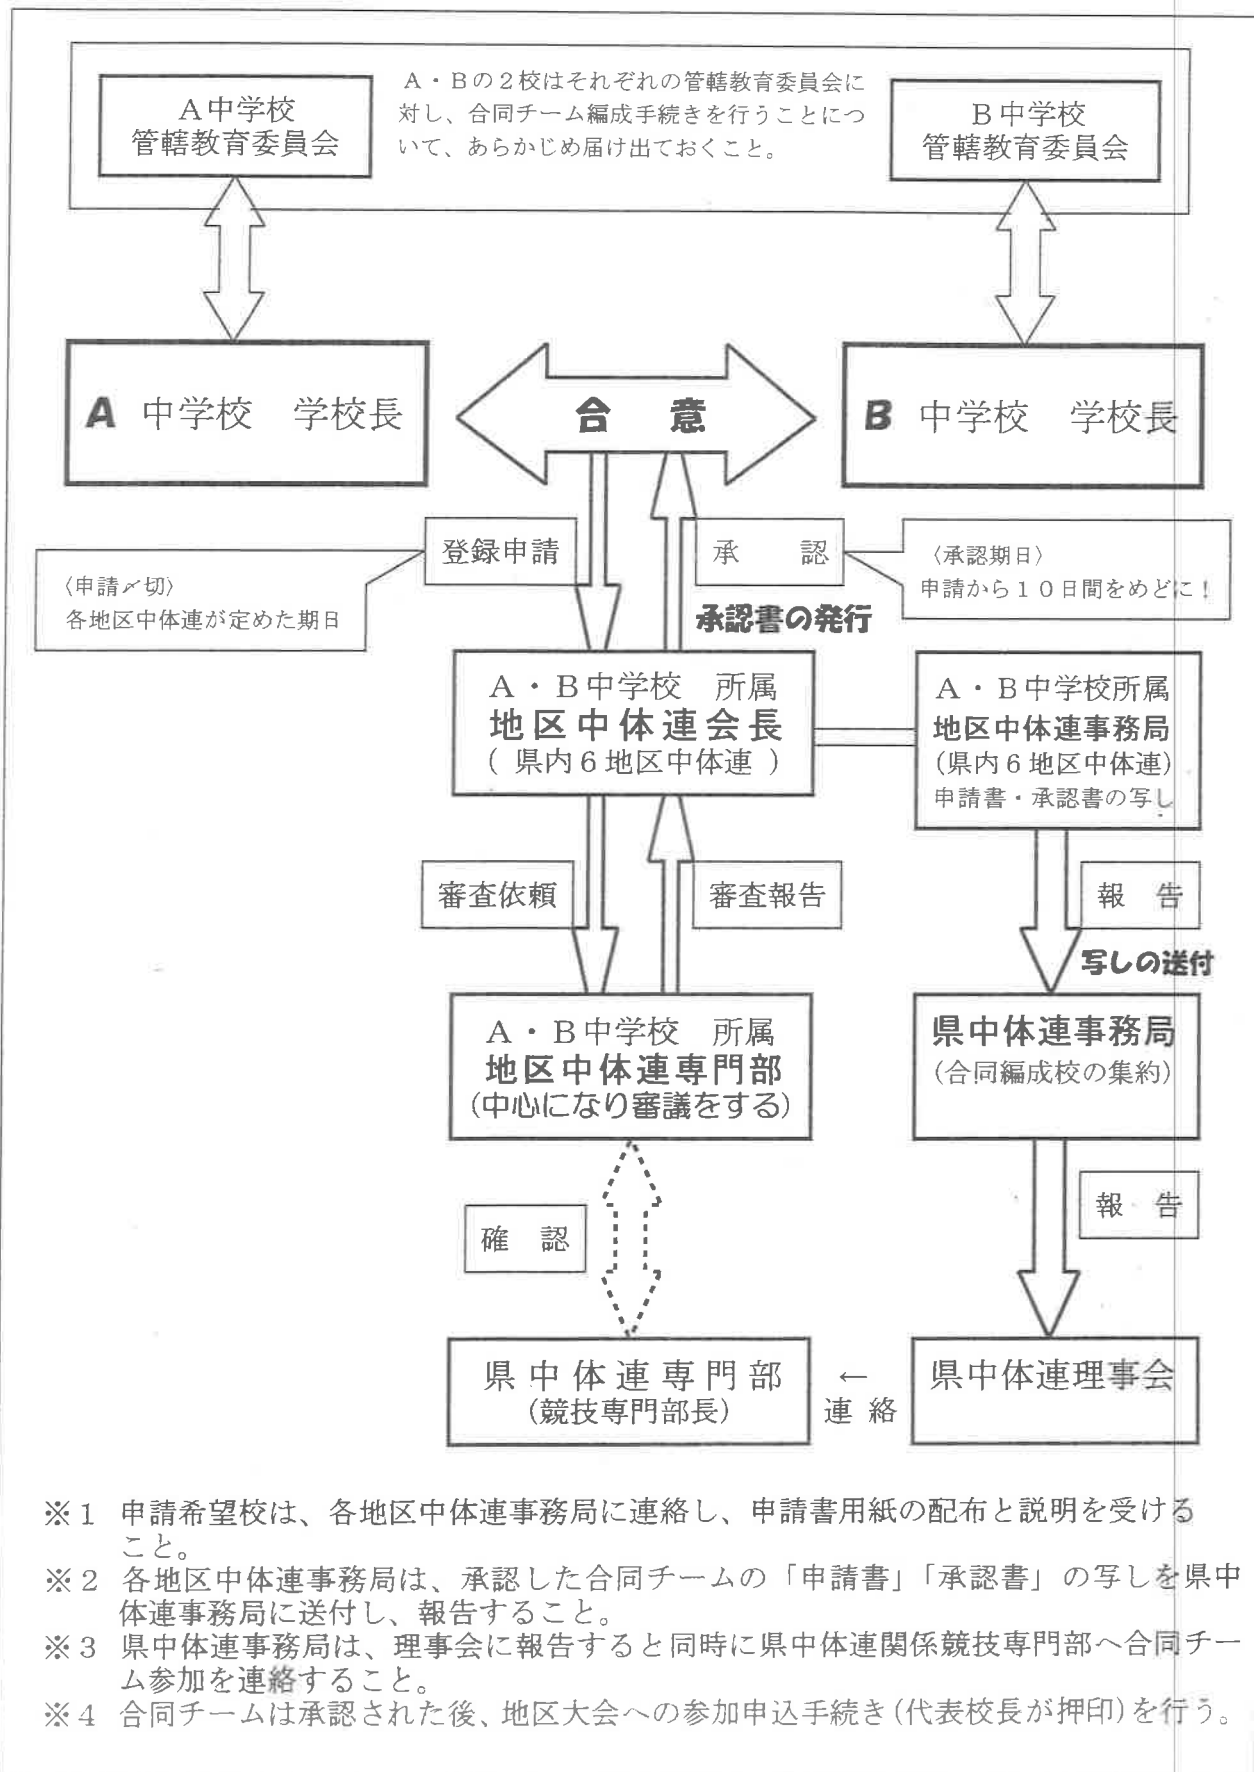 A中学校
管轄教育委員会
A・Bの2校はそれぞれの管轄教育委員会に
対し、合同チーム編成手続きを行うことにつ
いて、あらかじめ届け出ておくこと。
B中学校
管轄教育委員会
A 中学校 学校長
合 意
B 中学校 学校長
登録申請
承 認
〈申請〆切〉
各地区中体連が定めた期日
〈承認期日〉
申請から10日間をめどに!
承認書の発行
A・B中学校 所属
地区中体連会長
( 県内6地区中体連 )
A・B中学校所属
地区中体連事務局
(県内6地区中体連)
申請書・承認書の写し
審査依頼
審査報告
報 告
写しの送付
A・B中学校 所属
地区中体連専門部
(中心になり審議をする)
県中体連事務局
(合同編成校の集約)
確 認
報 告
県中体連専門部
(競技専門部長)
←
連 絡
県中体連理事会
※1 申請希望校は、各地区中体連事務局に連絡し、申請書用紙の配布と説明を受ける
こと。
※2 各地区中体連事務局は、承認した合同チームの「申請書」「承認書」の写しを県中
体連事務局に送付し、報告すること。
※3 県中体連事務局は、理事会に報告すると同時に県中体連関係競技専門部へ合同チー
ム参加を連絡すること。
※4 合同チームは承認された後、地区大会への参加申込手続き(代表校長が押印)を行う。